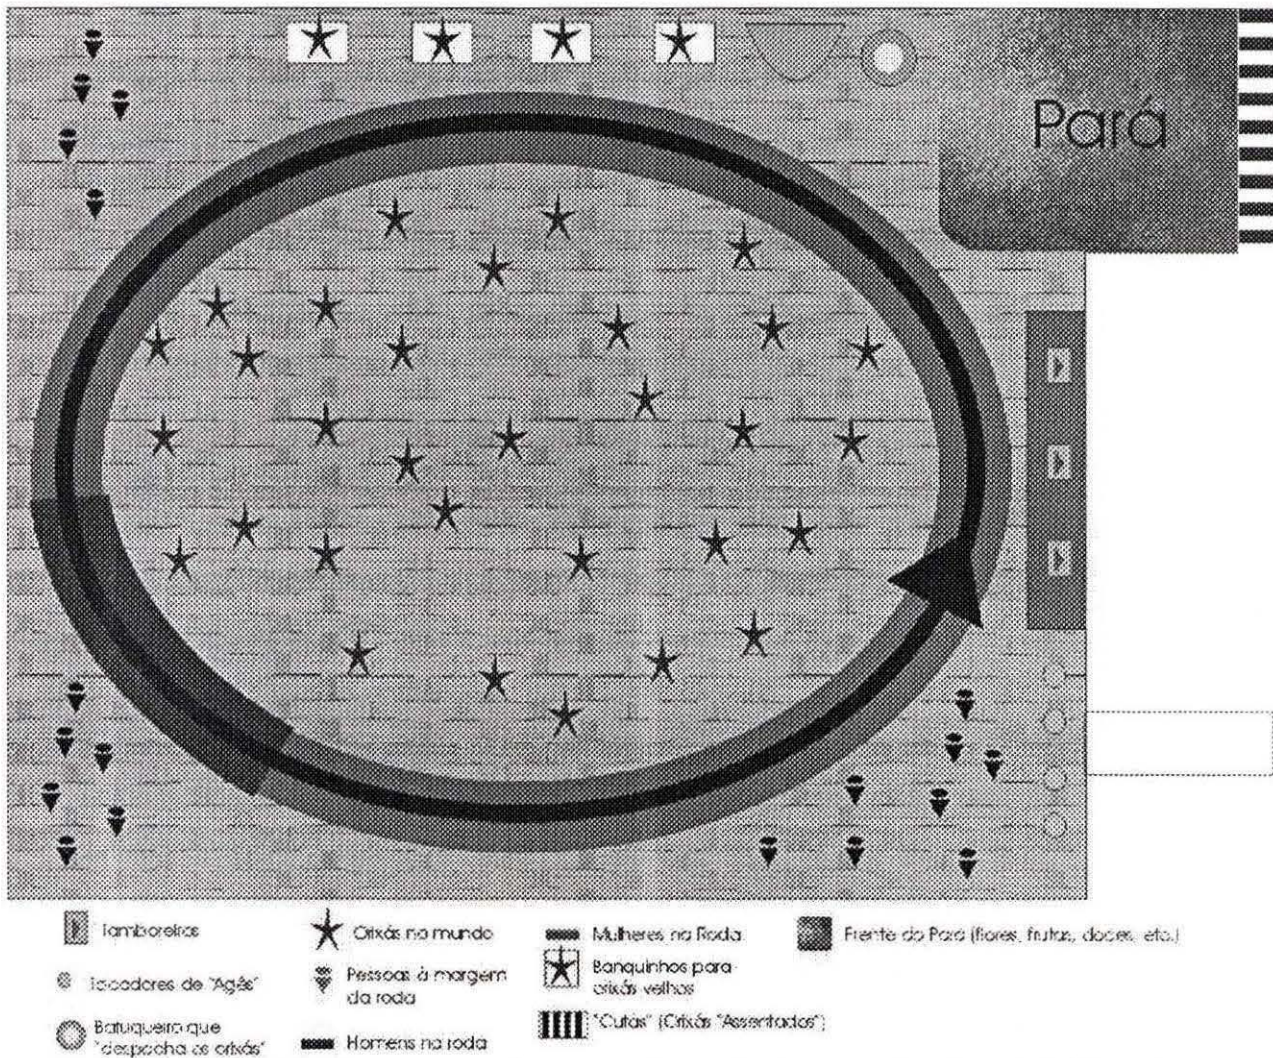 Pará
Tamboreiros
Orixás no mundo
Mulheres na Roda
Frente do Pará (flores, frutas, doces, etc.)
Tocadores de "Agês"
Pessoas à margem
da roda
Banquinhos para
orixás velhos
Batuqueiro que
"despacha os orixás"
Homens na roda
"Cutás" (Orixás "Assentados")